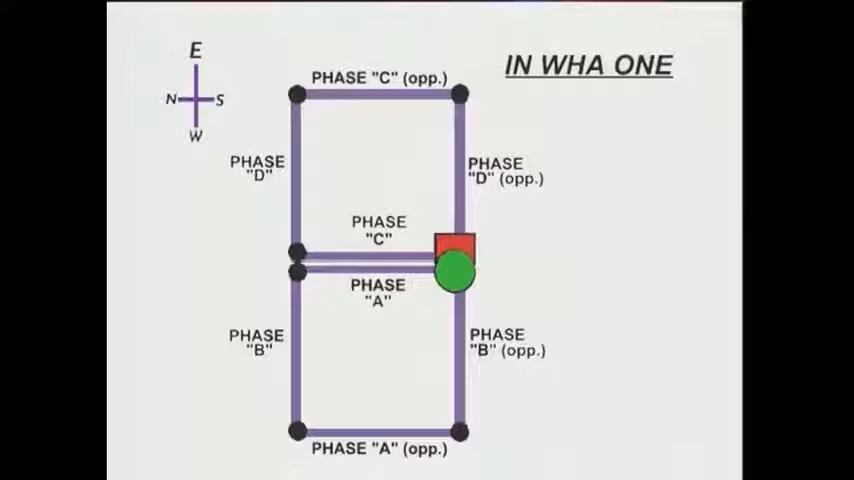 E
IN WHA ONE
PHASE "C" (opp.)
N
S
W
PHASE
"D"
PHASE
"D" (opp.)
PHASE
"C"
PHASE
"A"
PHASE
"B"
PHASE
"B" (opp.)
PHASE "A" (opp.)